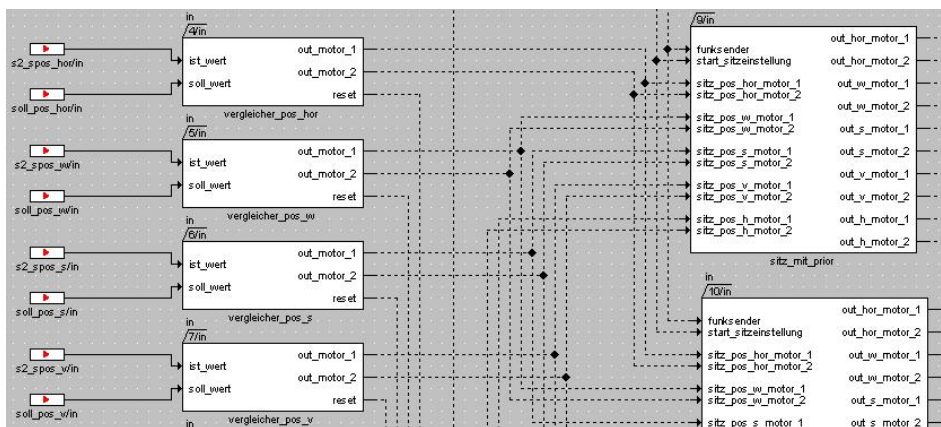 in
4/in
s2_spos_hor/in
soll_pos_hor/in
ist_wert
soll_wert
out_motor_1
out_motor_2
reset
vergleicher_pos_hor
in
5/in
s2_spos_w/in
soll_pos_w/in
ist_wert
soll_wert
out_motor_1
out_motor_2
reset
vergleicher_pos_w
in
6/in
s2_spos_s/in
soll_pos_s/in
ist_wert
soll_wert
out_motor_1
out_motor_2
reset
vergleicher_pos_s
in
7/in
s2_spos_v/in
soll_pos_v/in
ist_wert
soll_wert
out_motor_1
out_motor_2
reset
vergleicher_pos_v
in
9/in
funksender
start_sitzeinstellung
sitz_pos_hor_motor_1
sitz_pos_hor_motor_2
sitz_pos_w_motor_1
sitz_pos_w_motor_2
sitz_pos_s_motor_1
sitz_pos_s_motor_2
sitz_pos_v_motor_1
sitz_pos_v_motor_2
sitz_pos_h_motor_1
sitz_pos_h_motor_2
out_hor_motor_1
out_hor_motor_2
out_w_motor_1
out_w_motor_2
out_s_motor_1
out_s_motor_2
out_v_motor_1
out_v_motor_2
out_h_motor_1
out_h_motor_2
sitz_mit_prior
in
10/in
funksender
start_sitzeinstellung
sitz_pos_hor_motor_1
sitz_pos_hor_motor_2
sitz_pos_w_motor_1
sitz_pos_w_motor_2
sitz_pos_s_motor_1
out_hor_motor_1
out_hor_motor_2
out_w_motor_1
out_w_motor_2
out_s_motor_1
out_s_motor_2